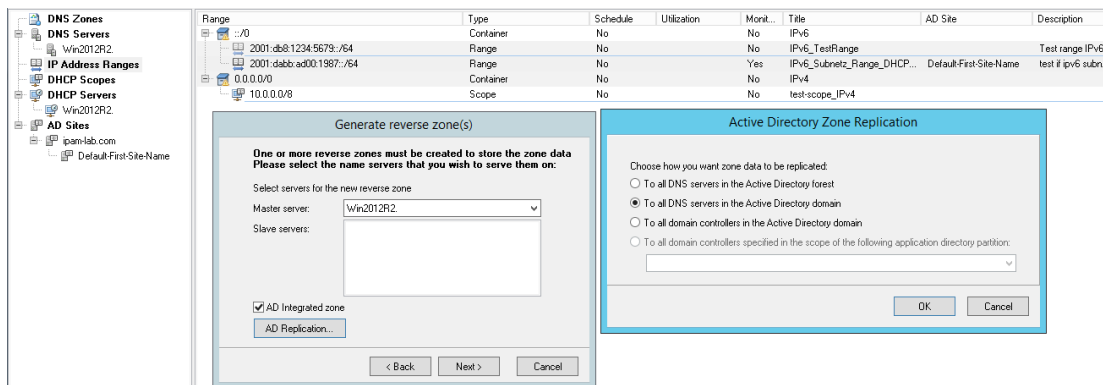 DNS Zones
DNS Servers
Win2012R2.
IP Address Ranges
DHCP Scopes
DHCP Servers
Win2012R2.
AD Sites
ipam-lab.com
Default-First-Site-Name
Range Type Schedule Utilization Monit... Title AD Site Description
::/0 Container No No IPv6
2001:db8:1234:5679::/64 Range No No IPv6_TestRange Test range IPv6
2001:dabb:ad00:1987::/64 Range No Yes IPv6_Subnetz_Range_DHCP... Default-First-Site-Name test if ipv6 subn
0.0.0.0/0 Container No No IPv4
10.0.0.0/8 Scope No No test-scope_IPv4
Generate reverse zone(s)
One or more reverse zones must be created to store the zone data
Please select the name servers that you wish to serve them on:
Select servers for the new reverse zone
Master server: Win2012R2.
Slave servers:
AD Integrated zone
AD Replication...
< Back Next > Cancel
Active Directory Zone Replication
Choose how you want zone data to be replicated:
To all DNS servers in the Active Directory forest
To all DNS servers in the Active Directory domain
To all domain controllers in the Active Directory domain
To all domain controllers specified in the scope of the following application directory partition:
OK Cancel